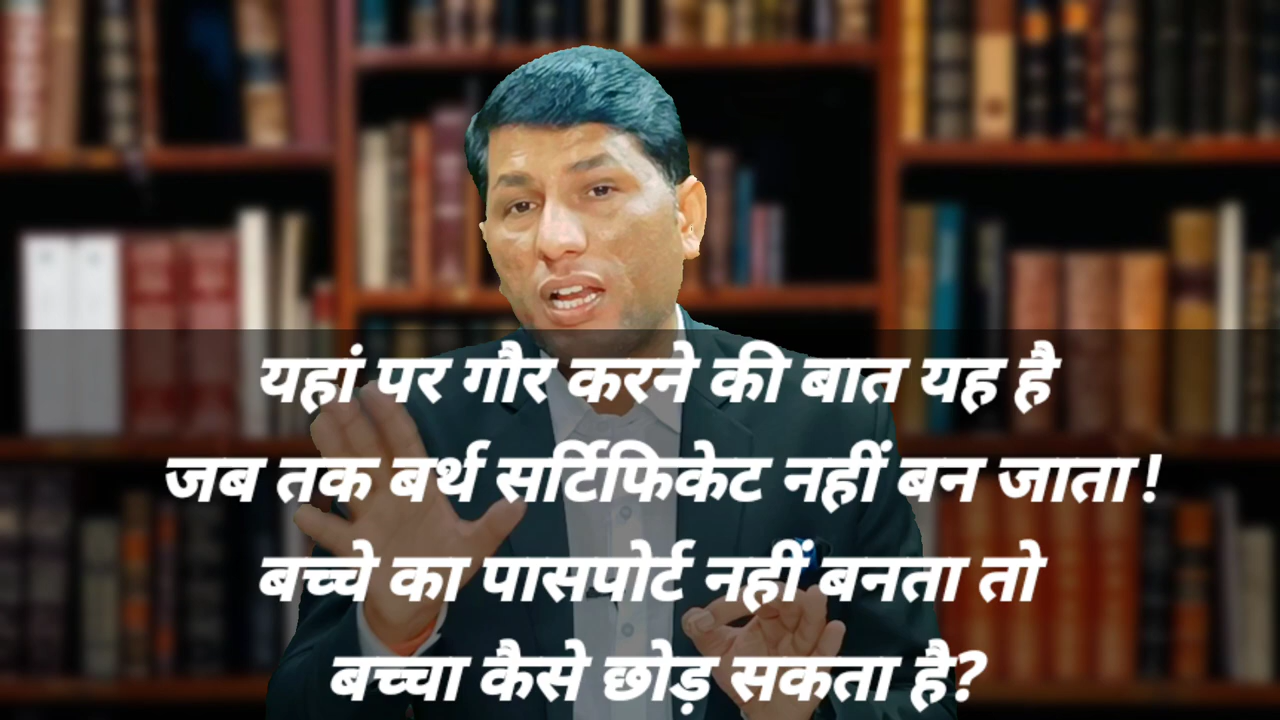 यहां पर गौर करने की बात यह है
जब तक बर्थ सर्टिफिकेट नहीं बन जाता!
बच्चे का पासपोर्ट नहीं बनता तो
बच्चा कैसे छोड़ सकता है?